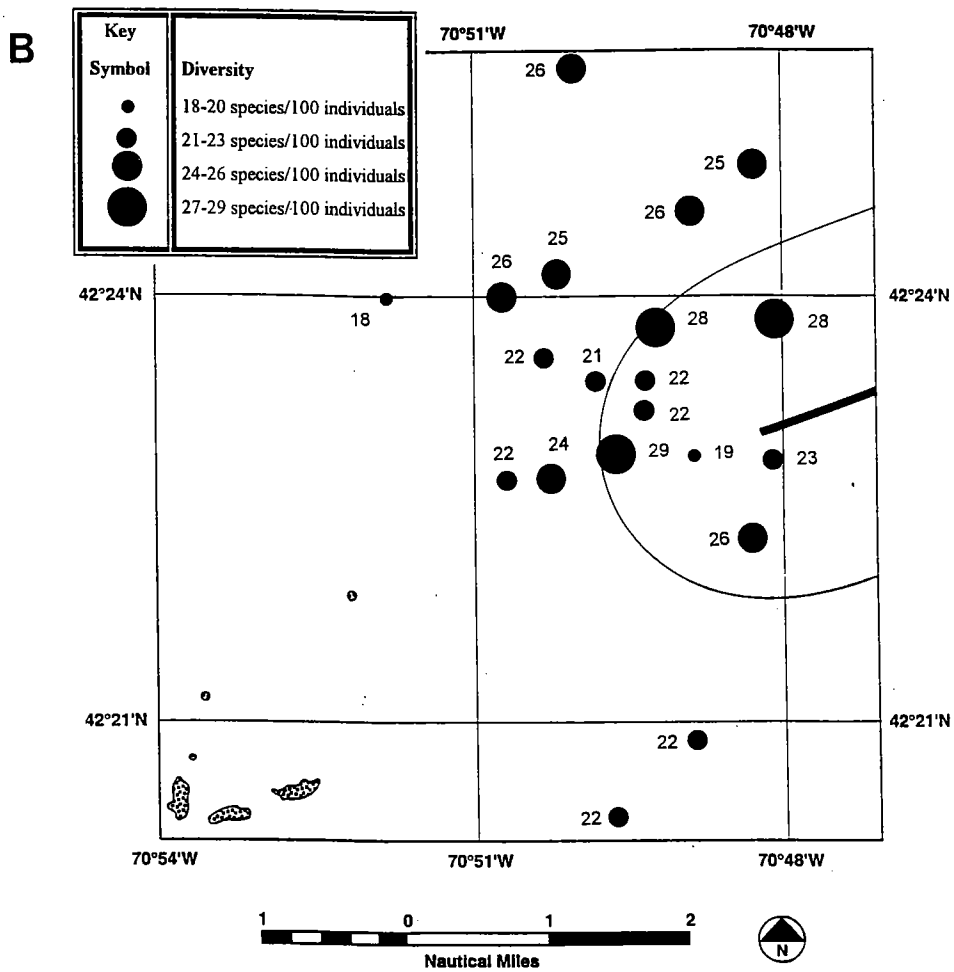 B
Key
Symbol Diversity
18-20 species/100 individuals
21-23 species/100 individuals
24-26 species/100 individuals
27-29 species/100 individuals
70°51'W 70°48'W
26
25
26
25
26
42°24'N 42°24'N
18
28 28
22 21 22
22
22 24 29 19 23
26
42°21'N 42°21'N
22
22
70°54'W 70°51'W 70°48'W
1 0 1 2
Nautical Miles
N